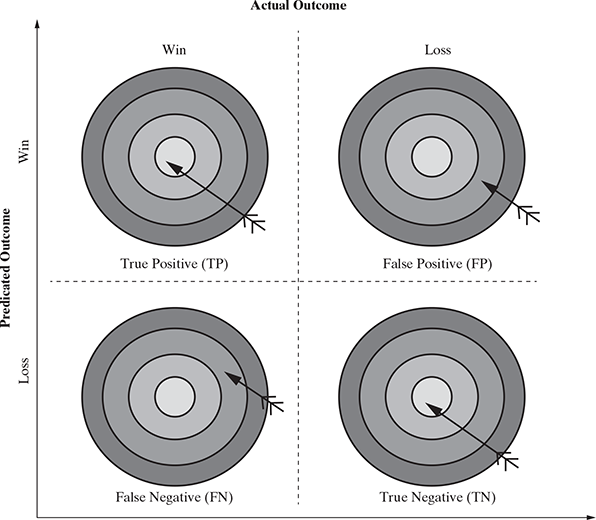 Actual Outcome
Win
Loss
Win
True Positive (TP)
False Positive (FP)
Predicated Outcome
Loss
False Negative (FN)
True Negative (TN)